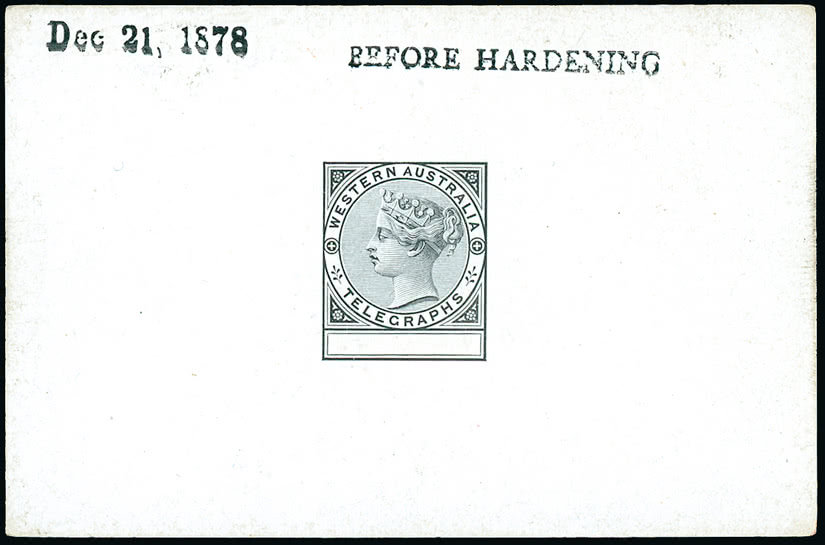 Dec 21, 1878
BEFORE HARDENING
WESTERN AUSTRALIA
TELEGRAPHS